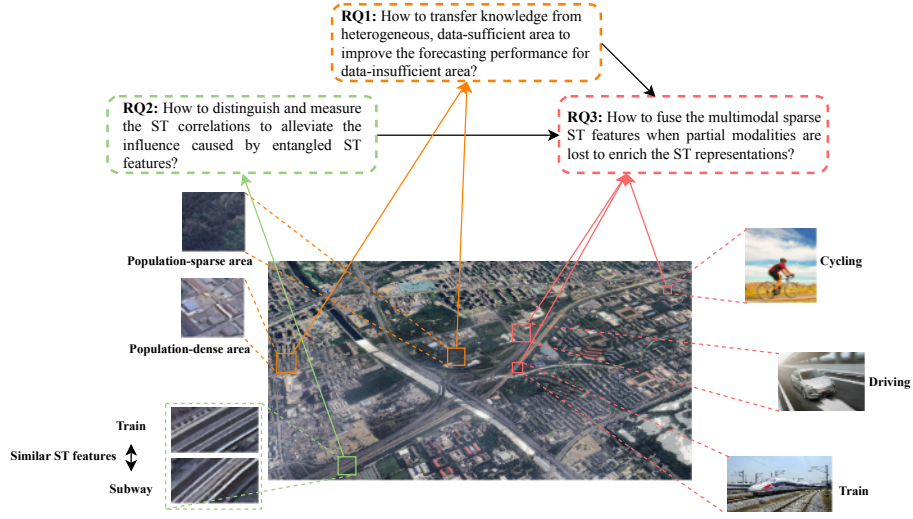 RQ1: How to transfer knowledge from
heterogeneous, data-sufficient area to
improve the forecasting performance for
data-insufficient area?
RQ2: How to distinguish and measure
the ST correlations to alleviate the
influence caused by entangled ST
features?
RQ3: How to fuse the multimodal sparse
ST features when partial modalities are
lost to enrich the ST representations?
Population-sparse area
Population-dense area
Cycling
Driving
Train
Similar ST features
Subway
Train